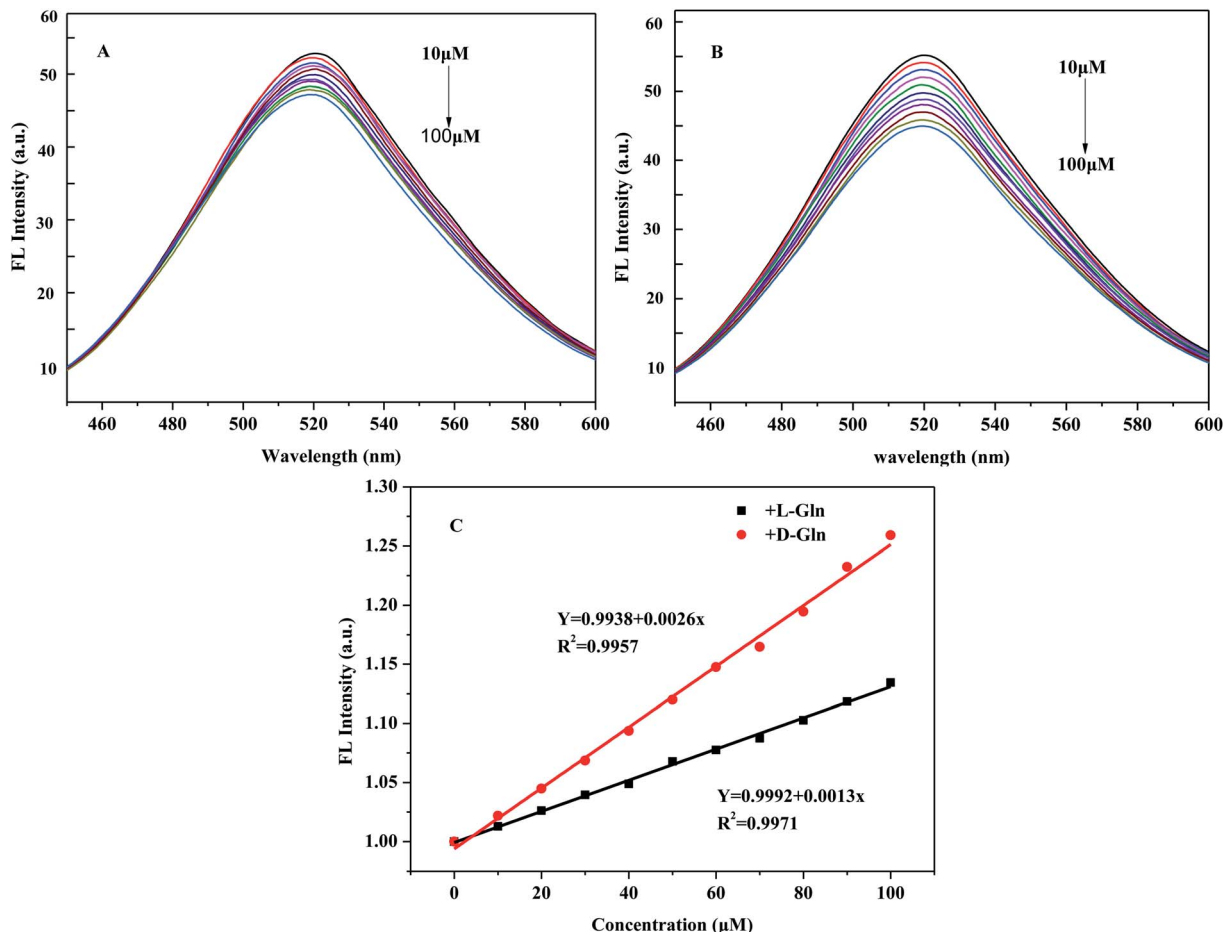 A
10μM
100μM
60
50
40
30
20
10
FL Intensity (a.u.)
460 480 500 520 540 560 580 600
Wavelength (nm)
B
10μM
100μM
60
50
40
30
20
10
FL Intensity (a.u.)
460 480 500 520 540 560 580 600
wavelength (nm)
C
+L-Gln
+D-Gln
Y=0.9938+0.0026x
R²=0.9957
Y=0.9992+0.0013x
R²=0.9971
1.30
1.25
1.20
1.15
1.10
1.05
1.00
FL Intensity (a.u.)
0 20 40 60 80 100
Concentration (μM)